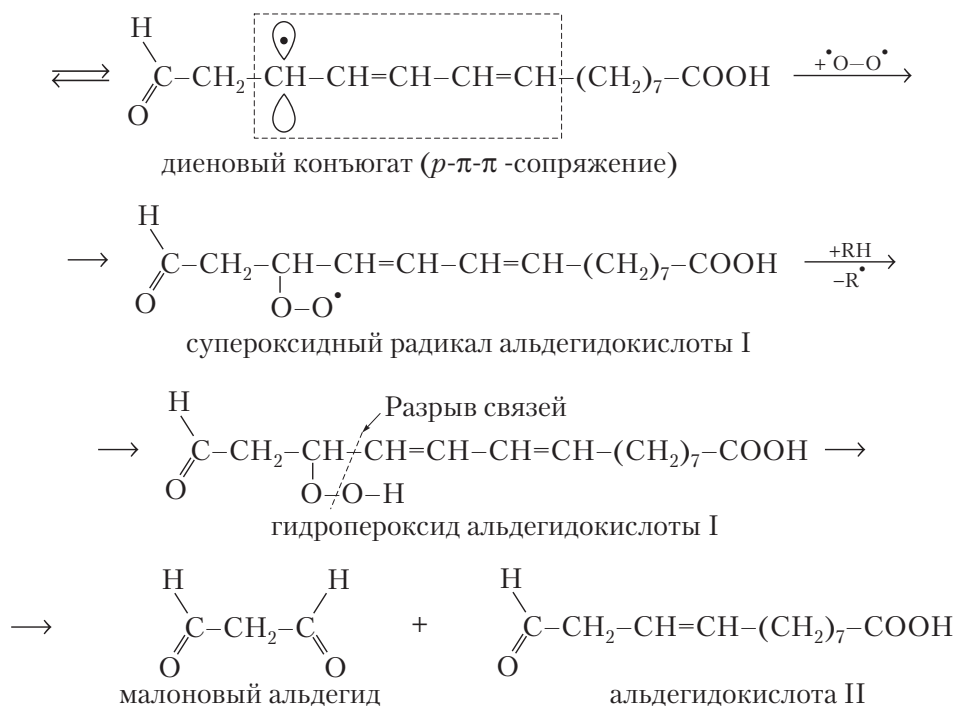 H
C–CH₂–CH–CH=CH–CH=CH–(CH₂)₇–COOH +•O–O•
O
диеновый конъюгат (p-π-π -сопряжение)
H
C–CH₂–CH–CH=CH–CH=CH–(CH₂)₇–COOH +RH
–R•
O O–O•
супероксидный радикал альдегидокислоты I
H Разрыв связей
C–CH₂–CH–CH=CH–CH=CH–(CH₂)₇–COOH
O O–O–H
гидропероксид альдегидокислоты I
H H H
C–CH₂–C + C–CH₂–CH=CH–(CH₂)₇–COOH
O O O
малоновый альдегид альдегидокислота II